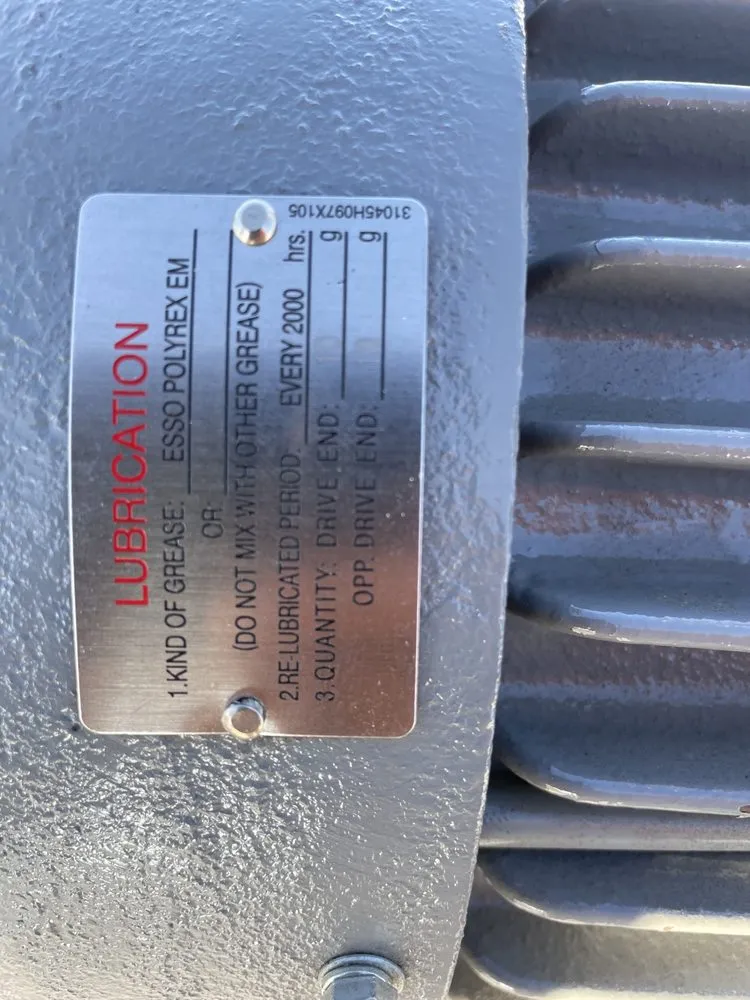 LUBRICATION
1.KIND OF GREASE: ESSO POLYREX EM
OR
(DO NOT MIX WITH OTHER GREASE)
2.RE-LUBRICATED PERIOD EVERY 2000 hrs.
3.QUANTITY: DRIVE END: g
OPP. DRIVE END: g
31045H097X105